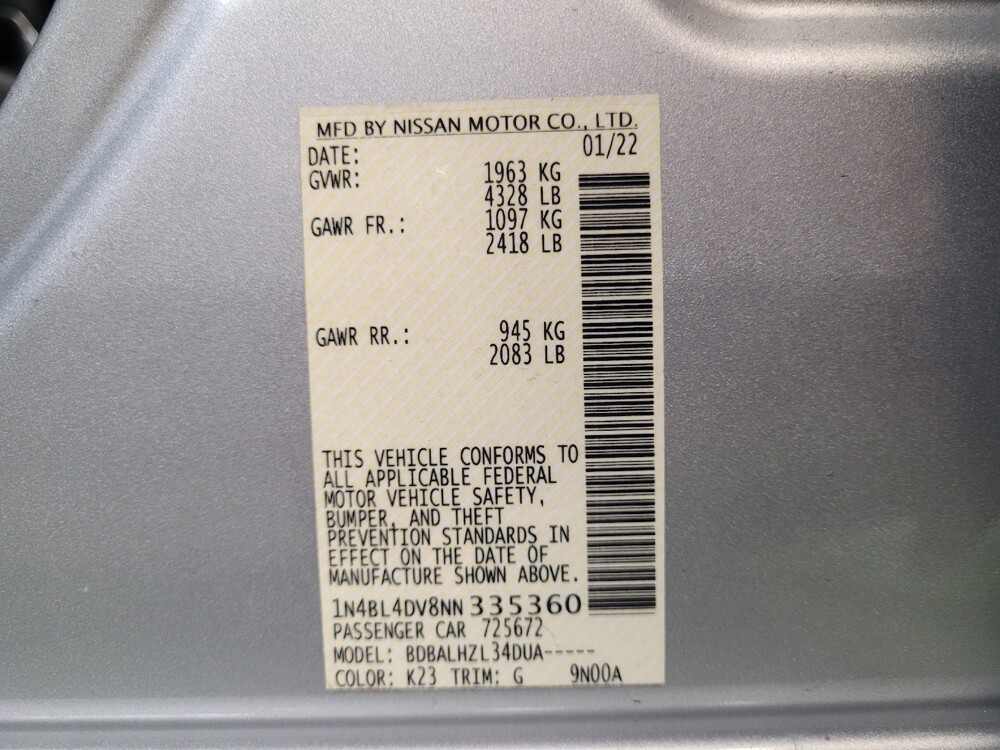 MFD BY NISSAN MOTOR CO., LTD.
DATE: 01/22
GVWR: 1963 KG
4328 LB
GAWR FR.: 1097 KG
2418 LB
GAWR RR.: 945 KG
2083 LB
THIS VEHICLE CONFORMS TO
ALL APPLICABLE FEDERAL
MOTOR VEHICLE SAFETY,
BUMPER, AND THEFT
PREVENTION STANDARDS IN
EFFECT ON THE DATE OF
MANUFACTURE SHOWN ABOVE.
1N4BL4DV8NN 335360
PASSENGER CAR 725672
MODEL: BDBALHZL34DUA-----
COLOR: K23 TRIM: G 9N00A